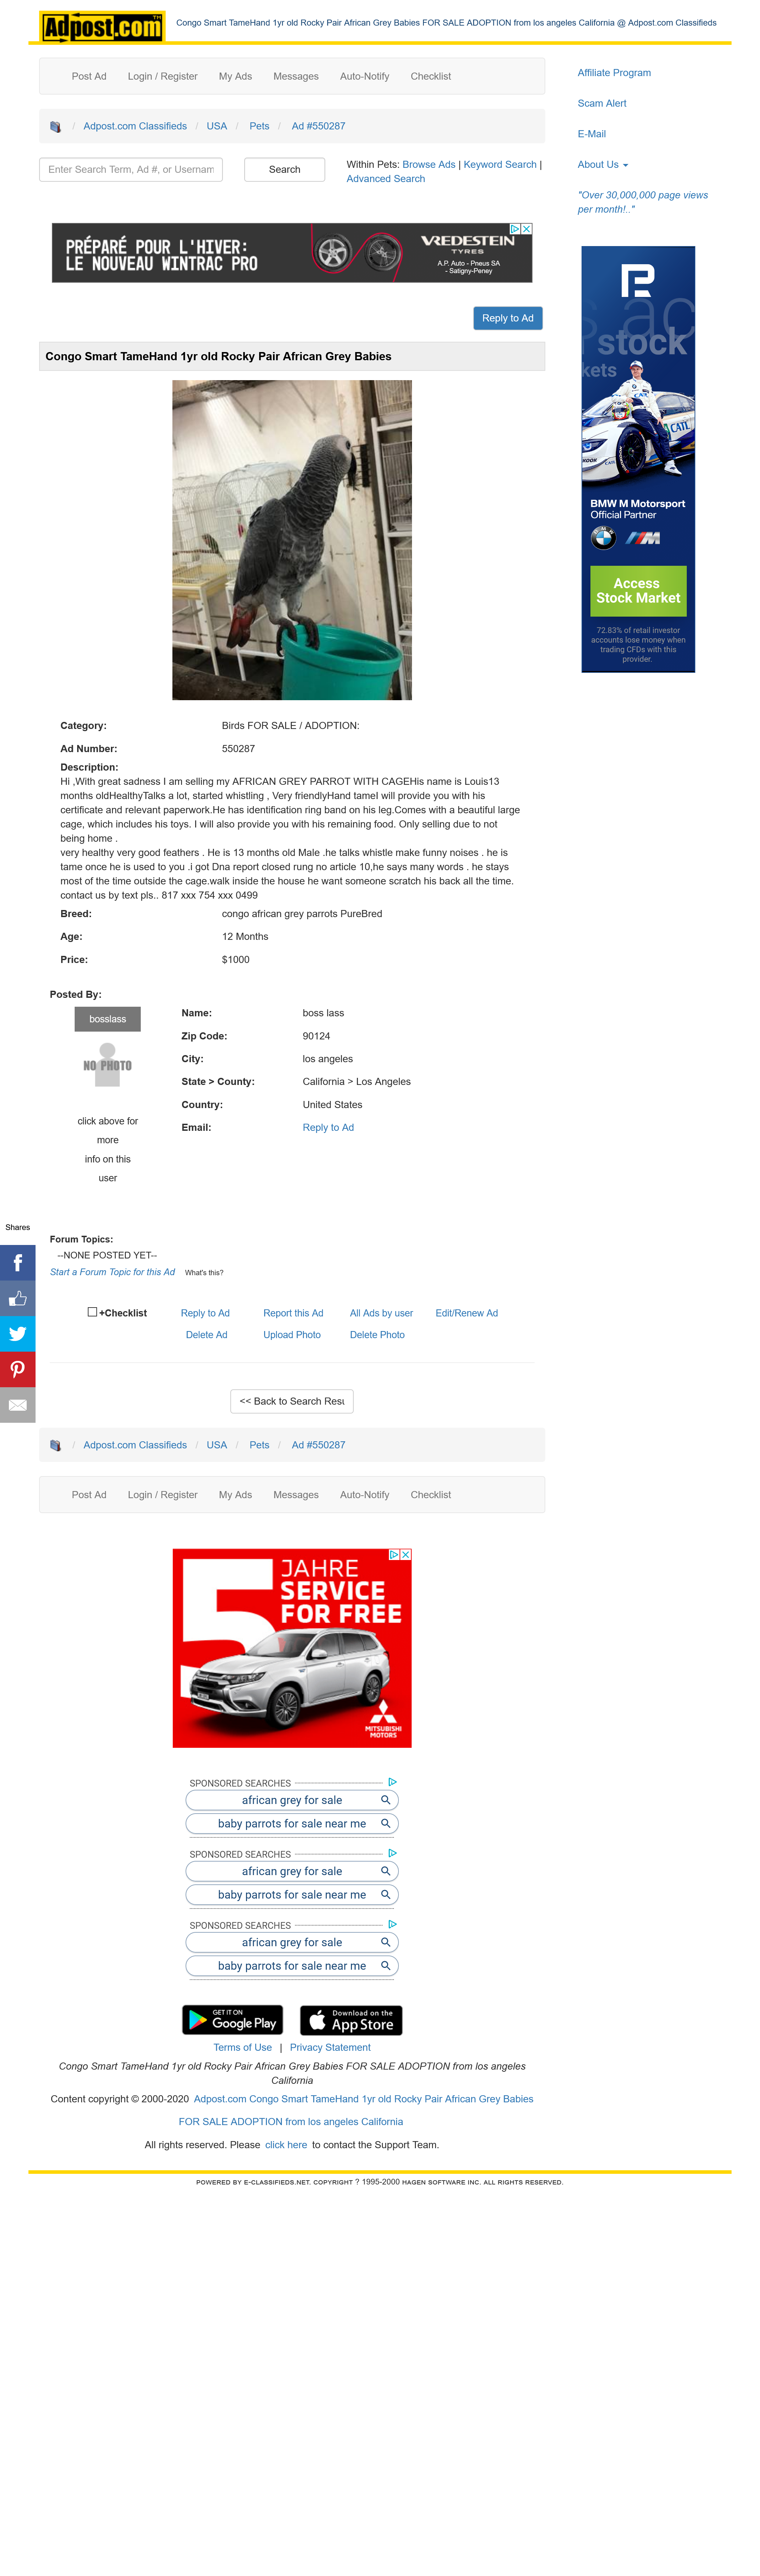 Adpost.com TM
Congo Smart TameHand 1yr old Rocky Pair African Grey Babies FOR SALE ADOPTION from los angeles California @ Adpost.com Classifieds
Post Ad Login / Register My Ads Messages Auto-Notify Checklist
/ Adpost.com Classifieds / USA / Pets / Ad #550287
Enter Search Term, Ad #, or Usernam
Search
Within Pets: Browse Ads | Keyword Search |
Advanced Search
Affiliate Program
Scam Alert
E-Mail
About Us
"Over 30,000,000 page views
per month!.."
PRÉPARÉ POUR L'HIVER:
LE NOUVEAU WINTRAC PRO
VREDESTEIN
TYRES
A.P. Auto - Pneus SA
- Satigny-Peney
stock
kets
CATL
KOOK
BMW M Motorsport
Official Partner
BMW
M
Access
Stock Market
72.83% of retail investor
accounts lose money when
trading CFDs with this
provider.
Reply to Ad
Congo Smart TameHand 1yr old Rocky Pair African Grey Babies
Category: Birds FOR SALE / ADOPTION:
Ad Number: 550287
Description:
Hi ,With great sadness I am selling my AFRICAN GREY PARROT WITH CAGEHis name is Louis13
months oldHealthyTalks a lot, started whistling , Very friendlyHand tameI will provide you with his
certificate and relevant paperwork.He has identification ring band on his leg.Comes with a beautiful large
cage, which includes his toys. I will also provide you with his remaining food. Only selling due to not
being home .
very healthy very good feathers . He is 13 months old Male .he talks whistle make funny noises . he is
tame once he is used to you .i got Dna report closed rung no article 10,he says many words . he stays
most of the time outside the cage.walk inside the house he want someone scratch his back all the time.
contact us by text pls.. 817 xxx 754 xxx 0499
Breed: congo african grey parrots PureBred
Age: 12 Months
Price: $1000
Posted By:
bosslass
NO PHOTO
click above for
more
info on this
user
Name: boss lass
Zip Code: 90124
City: los angeles
State > County: California > Los Angeles
Country: United States
Email: Reply to Ad
Shares
Forum Topics:
--NONE POSTED YET--
Start a Forum Topic for this Ad What's this?
+Checklist Reply to Ad Report this Ad All Ads by user Edit/Renew Ad
Delete Ad Upload Photo Delete Photo
<< Back to Search Resu
/ Adpost.com Classifieds / USA / Pets / Ad #550287
Post Ad Login / Register My Ads Messages Auto-Notify Checklist
5 JAHRE
SERVICE
FOR FREE
MITSUBISHI
MOTORS
SPONSORED SEARCHES
african grey for sale
baby parrots for sale near me
SPONSORED SEARCHES
african grey for sale
baby parrots for sale near me
SPONSORED SEARCHES
african grey for sale
baby parrots for sale near me
GET IT ON
Google Play
Download on the
App Store
Terms of Use | Privacy Statement
Congo Smart TameHand 1yr old Rocky Pair African Grey Babies FOR SALE ADOPTION from los angeles
California
Content copyright © 2000-2020 Adpost.com Congo Smart TameHand 1yr old Rocky Pair African Grey Babies
FOR SALE ADOPTION from los angeles California
All rights reserved. Please click here to contact the Support Team.
POWERED BY E-CLASSIFIEDS.NET. COPYRIGHT ? 1995-2000 HAGEN SOFTWARE INC. ALL RIGHTS RESERVED.